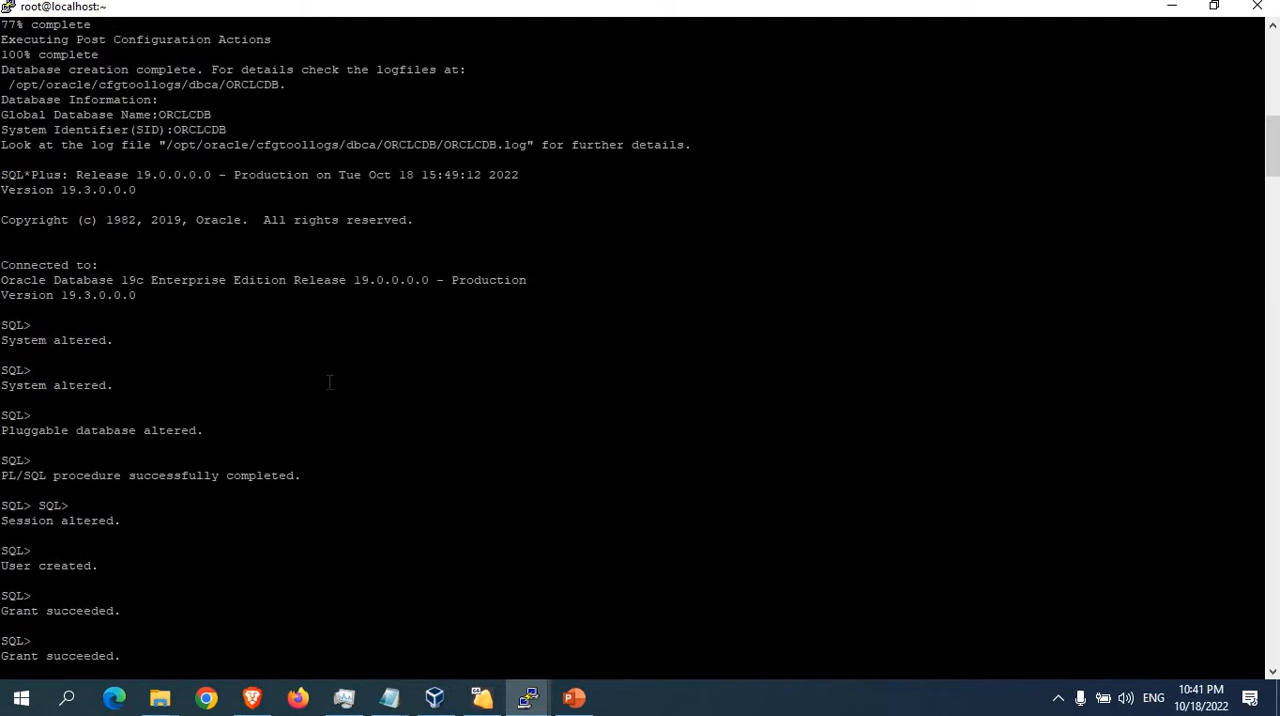 root@localhost:~
77% complete
Executing Post Configuration Actions
100% complete
Database creation complete. For details check the logfiles at:
 /opt/oracle/cfgtoollogs/dbca/ORCLCDB.
Database Information:
Global Database Name:ORCLCDB
System Identifier(SID):ORCLCDB
Look at the log file "/opt/oracle/cfgtoollogs/dbca/ORCLCDB/ORCLCDB.log" for further details.
SQL*Plus: Release 19.0.0.0.0 - Production on Tue Oct 18 15:49:12 2022
Version 19.3.0.0.0
Copyright (c) 1982, 2019, Oracle.  All rights reserved.
Connected to:
Oracle Database 19c Enterprise Edition Release 19.0.0.0.0 - Production
Version 19.3.0.0.0
SQL>
System altered.
SQL>
System altered.
SQL>
Pluggable database altered.
SQL>
PL/SQL procedure successfully completed.
SQL> SQL>
Session altered.
SQL>
User created.
SQL>
Grant succeeded.
SQL>
Grant succeeded.
ENG
10:41 PM
10/18/2022